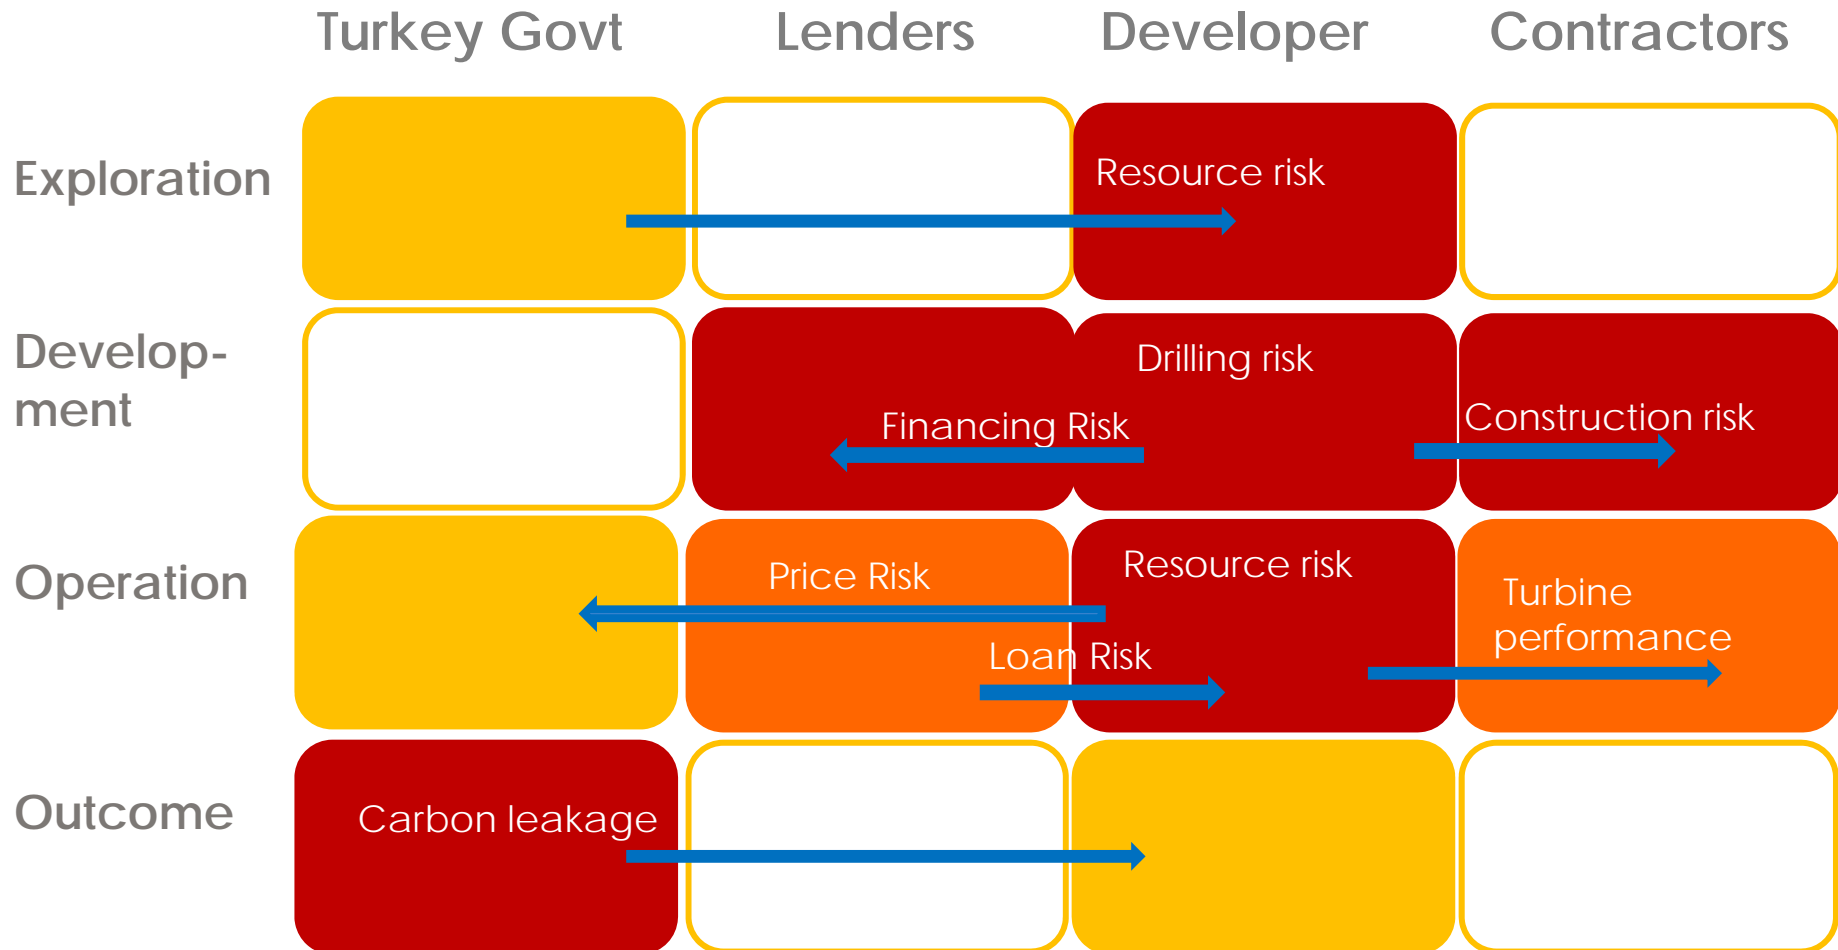 Turkey Govt
Lenders
Developer
Contractors
Exploration
Resource risk
Develop-
ment
Drilling risk
Financing Risk
Construction risk
Operation
Price Risk
Resource risk
Loan Risk
Turbine
performance
Outcome
Carbon leakage